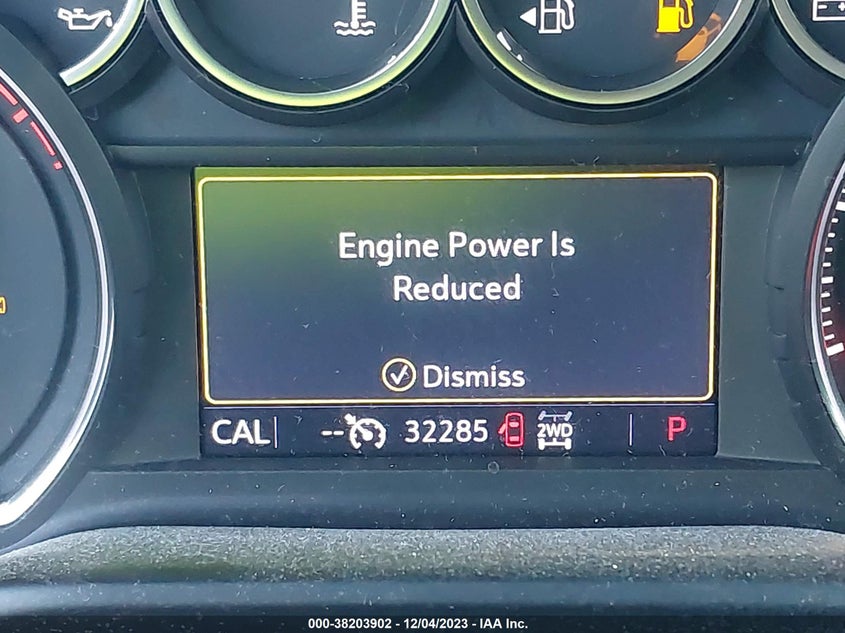 Engine Power Is
Reduced
Dismiss
CAL -- 32285 2WD P
000-38203902 - 12/04/2023 - IAA Inc.